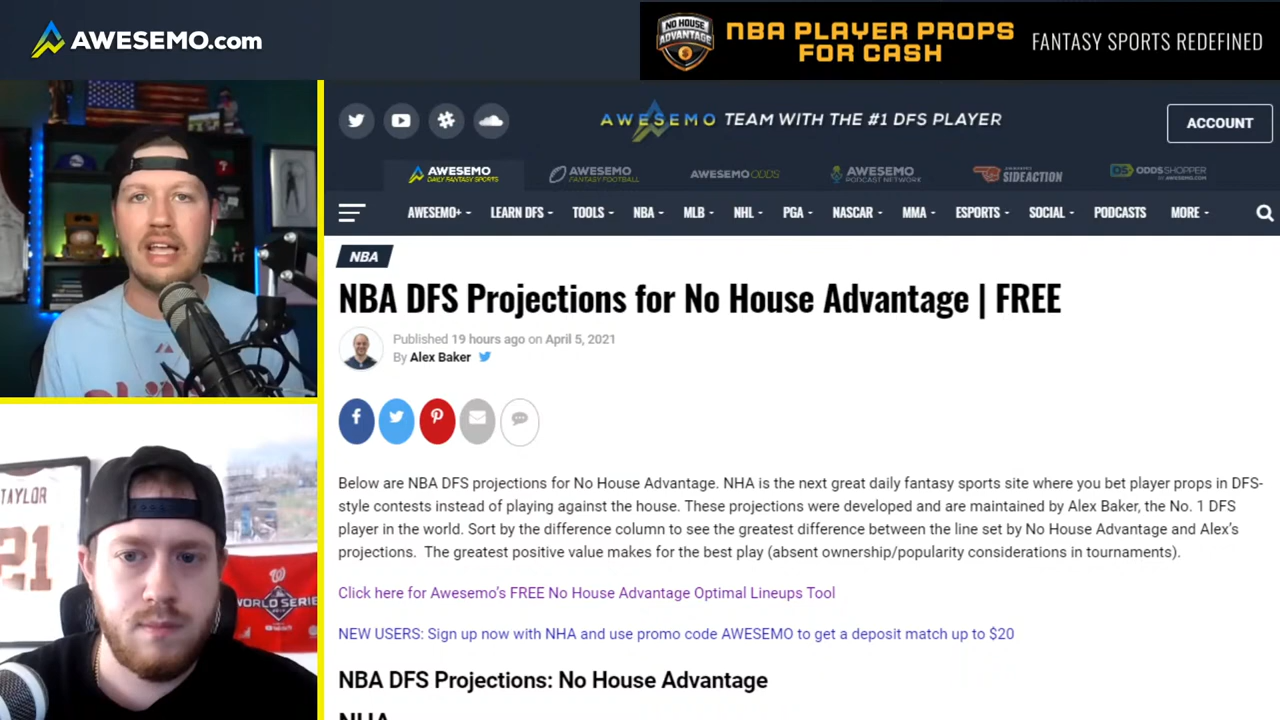 AWESEMO.com
NO HOUSE
ADVANTAGE
NBA PLAYER PROPS
FOR CASH
FANTASY SPORTS REDEFINED
AWESEMO TEAM WITH THE #1 DFS PLAYER
ACCOUNT
AWESEMO
DAILY FANTASY SPORTS
AWESEMO
FANTASY FOOTBALL
AWESEMO ODDS
AWESEMO
PODCAST NETWORK
SIDEACTION
OS ODDSSHOPPER
AWESEMO+
LEARN DFS
TOOLS
NBA
MLB
NHL
PGA
NASCAR
MMA
ESPORTS
SOCIAL
PODCASTS
MORE
NBA
NBA DFS Projections for No House Advantage | FREE
Published 19 hours ago on April 5, 2021
By Alex Baker
Below are NBA DFS projections for No House Advantage. NHA is the next great daily fantasy sports site where you bet player props in DFS-
style contests instead of playing against the house. These projections were developed and are maintained by Alex Baker, the No. 1 DFS
player in the world. Sort by the difference column to see the greatest difference between the line set by No House Advantage and Alex's
projections. The greatest positive value makes for the best play (absent ownership/popularity considerations in tournaments).
Click here for Awesemo's FREE No House Advantage Optimal Lineups Tool
NEW USERS: Sign up now with NHA and use promo code AWESEMO to get a deposit match up to $20
NBA DFS Projections: No House Advantage
NHA
TAYLOR
21
WORLD SERIES